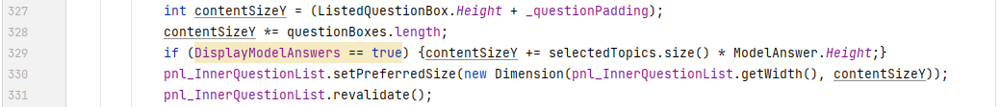 327 int contentSizeY = (ListedQuestionBox.Height + _questionPadding);
328 contentSizeY *= questionBoxes.length;
329 if (DisplayModelAnswers == true) {contentSizeY += selectedTopics.size() * ModelAnswer.Height;}
330 pnl_InnerQuestionList.setPreferredSize(new Dimension(pnl_InnerQuestionList.getWidth(), contentSizeY));
331 pnl_InnerQuestionList.revalidate();